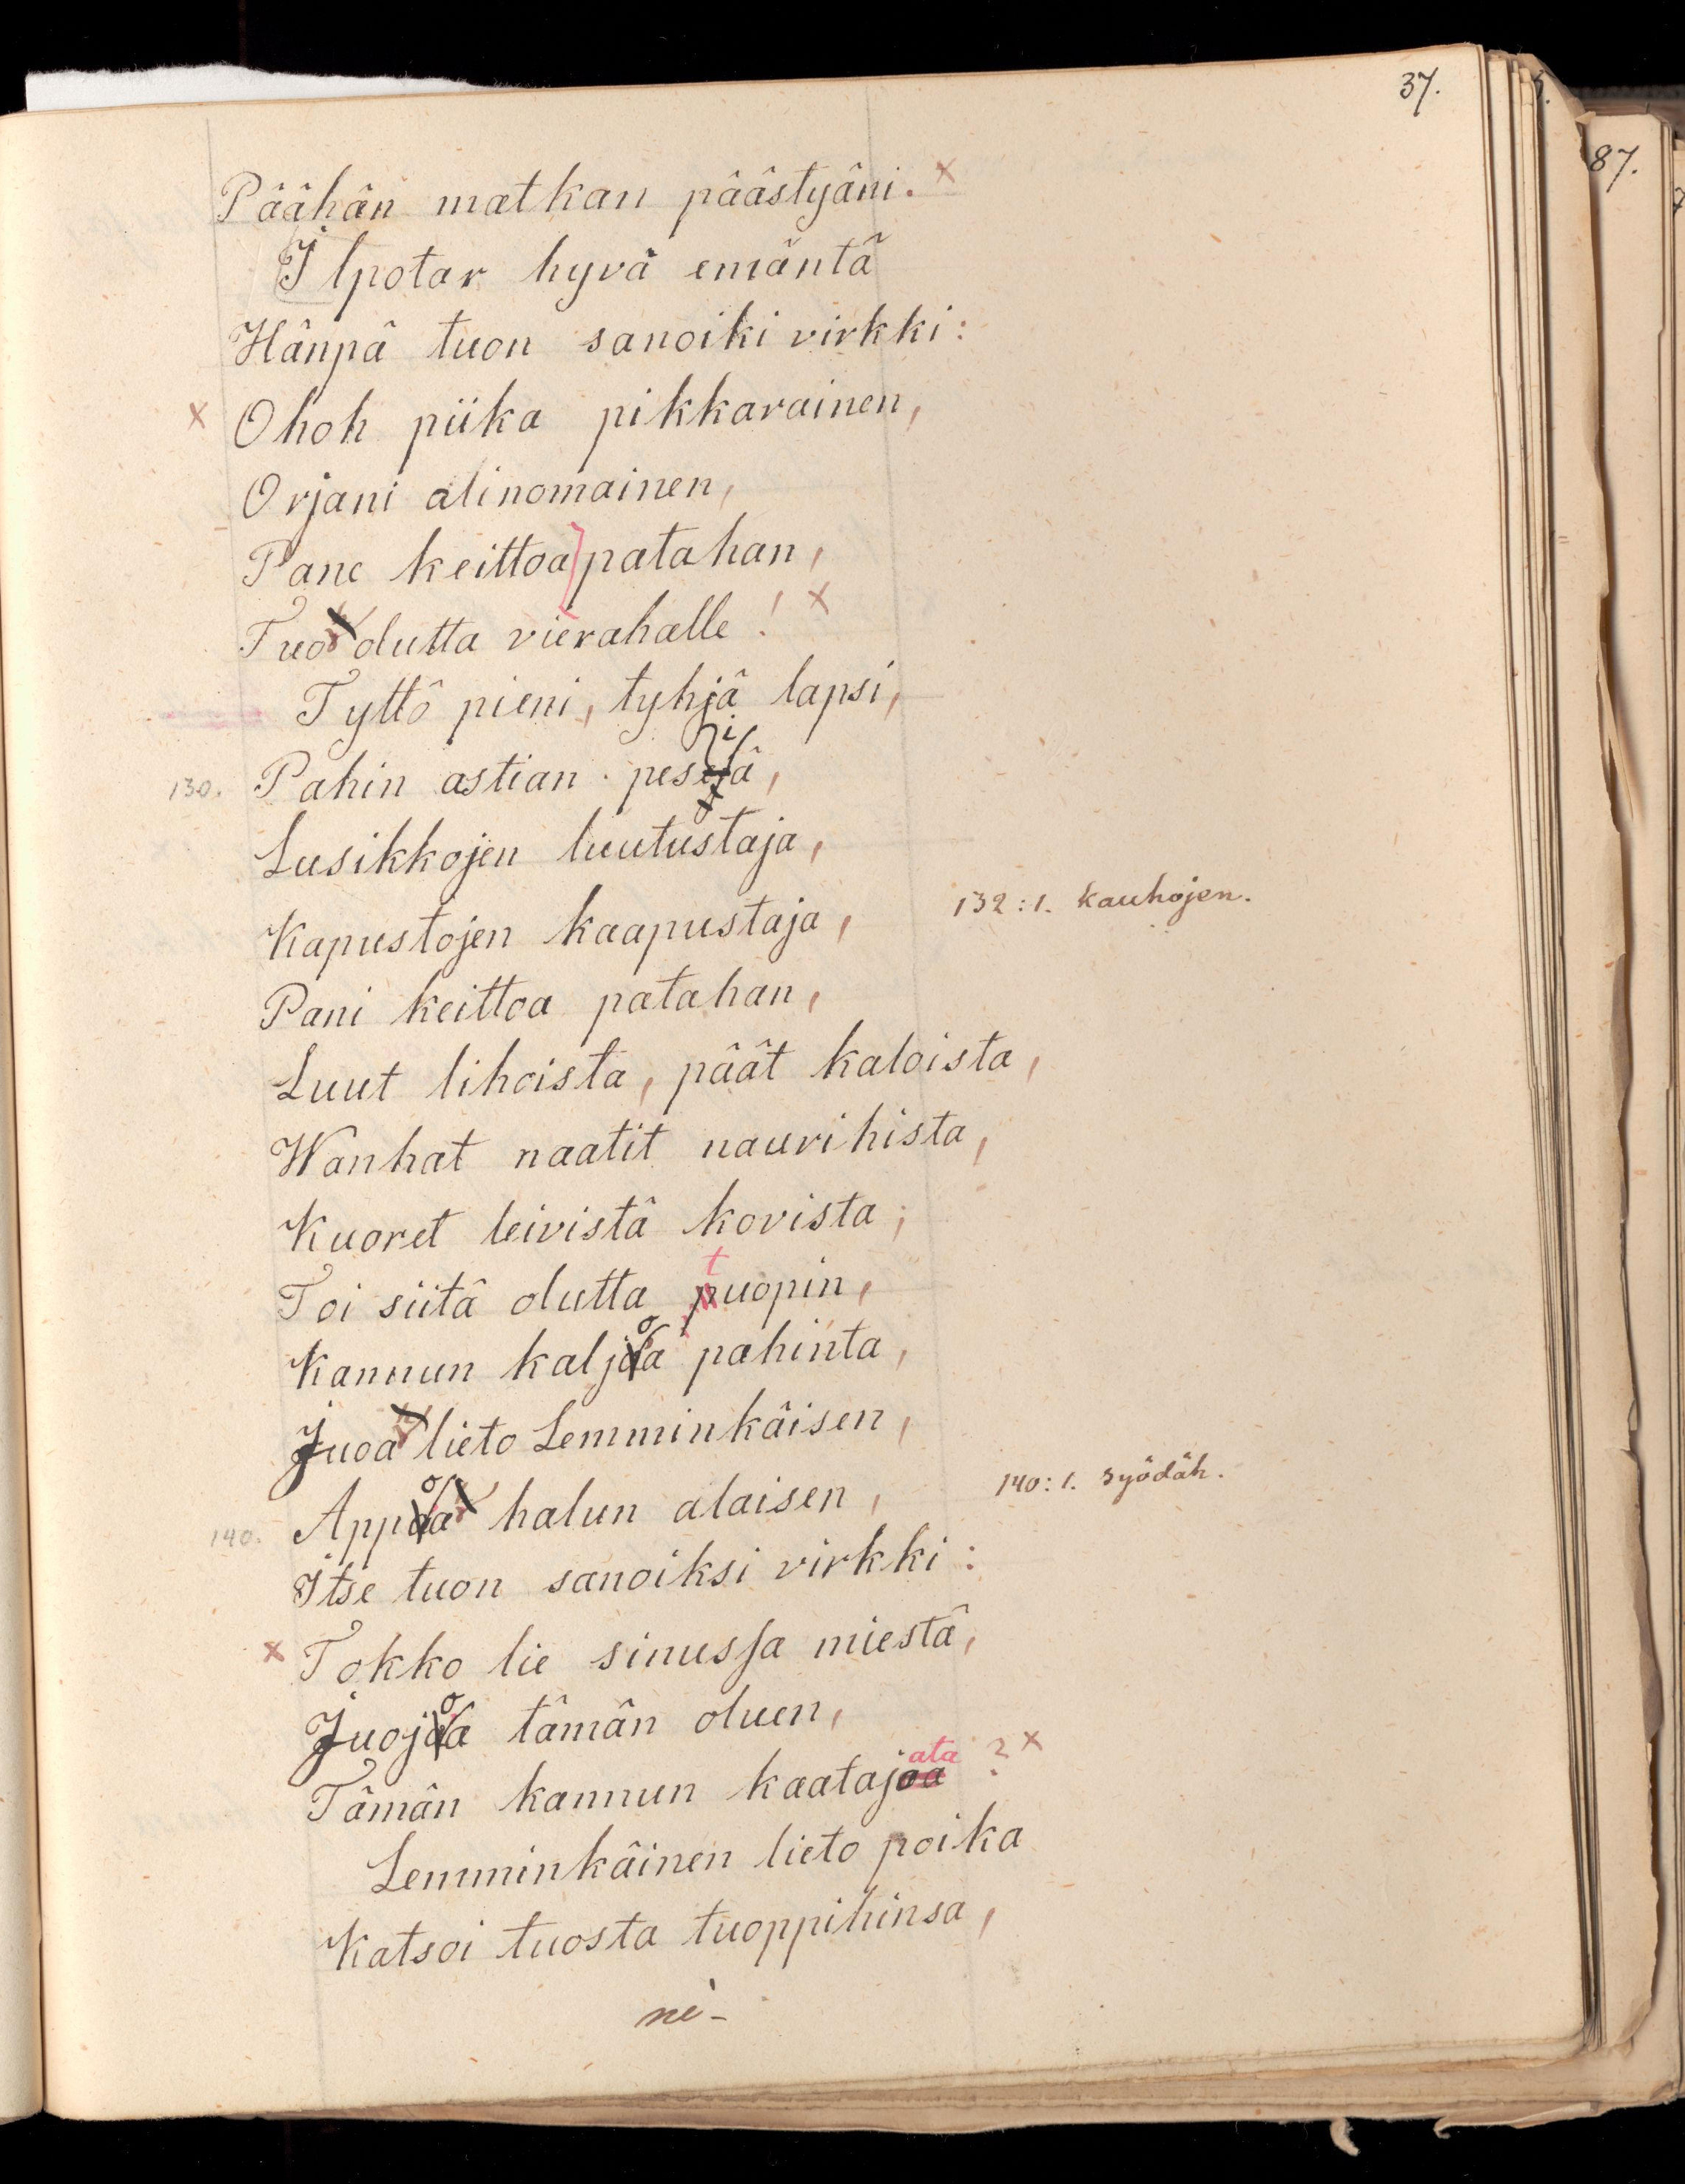 37.
87.
Päähän matkan päästyäni. ×
Ilpotar hyvä emäntä
Hänpä tuon sanoiki virkki:
× Ohoh piika pikkarainen,
Orjani alinomainen,
Pane keittoa patahan,
Tuo olutta vierahalle! ×
Tyttö pieni, tyhjä lapsi,
130. Pahin astian pesijä,
Lusikkojen luutustaja,
Kapustojen kaapustaja,
132:1. kauhojen.
Pani keittoa patahan,
Luut lihoista, päät kaloista,
Wanhat naatit naurihista,
Kuoret leivistä kovista;
Toi siitä olutta tuopin,
Kannun kaljoa pahinta,
Juoa lieto Lemminkäisen,
140. Appoa halun alaisen,
140:1. syödäh.
Itse tuon sanoiksi virkki:
× Tokko lie sinussa miestä,
Juojoa tämän oluen,
Tämän kannun kaatajata ? ×
Lemminkäinen lieto poika
Katsoi tuosta tuoppihinsa,
ni-